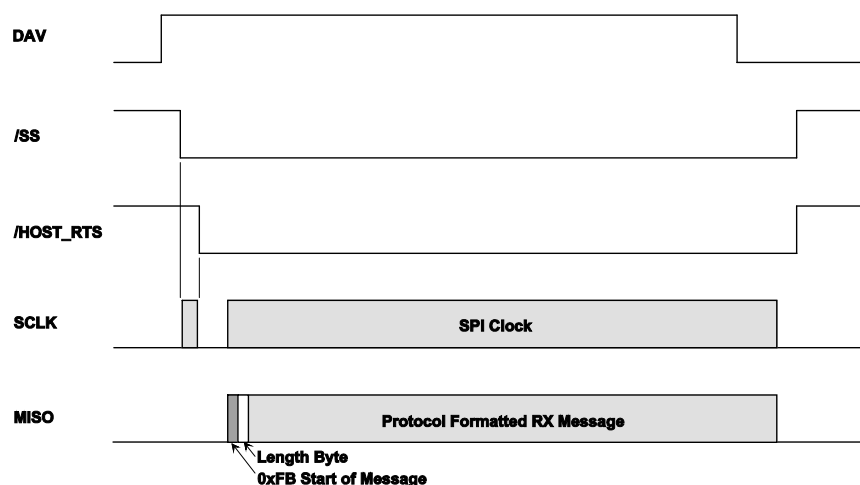 DAV
/SS
/HOST_RTS
SCLK
SPI Clock
MISO
Protocol Formatted RX Message
Length Byte
0xFB Start of Message